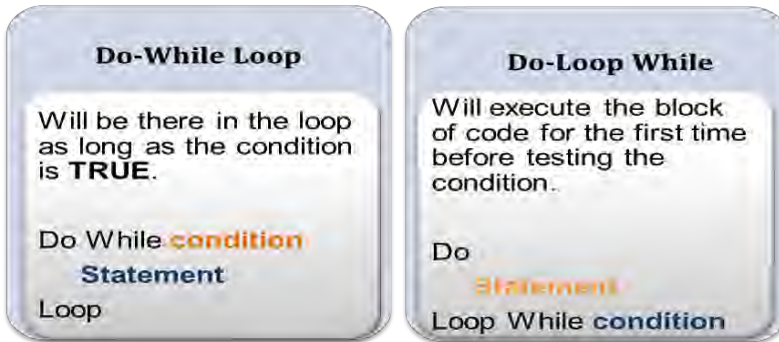 Do-While Loop
Will be there in the loop
as long as the condition
is TRUE.
Do While condition
Statement
Loop
Do-Loop While
Will execute the block
of code for the first time
before testing the
condition.
Do
Statement
Loop While condition